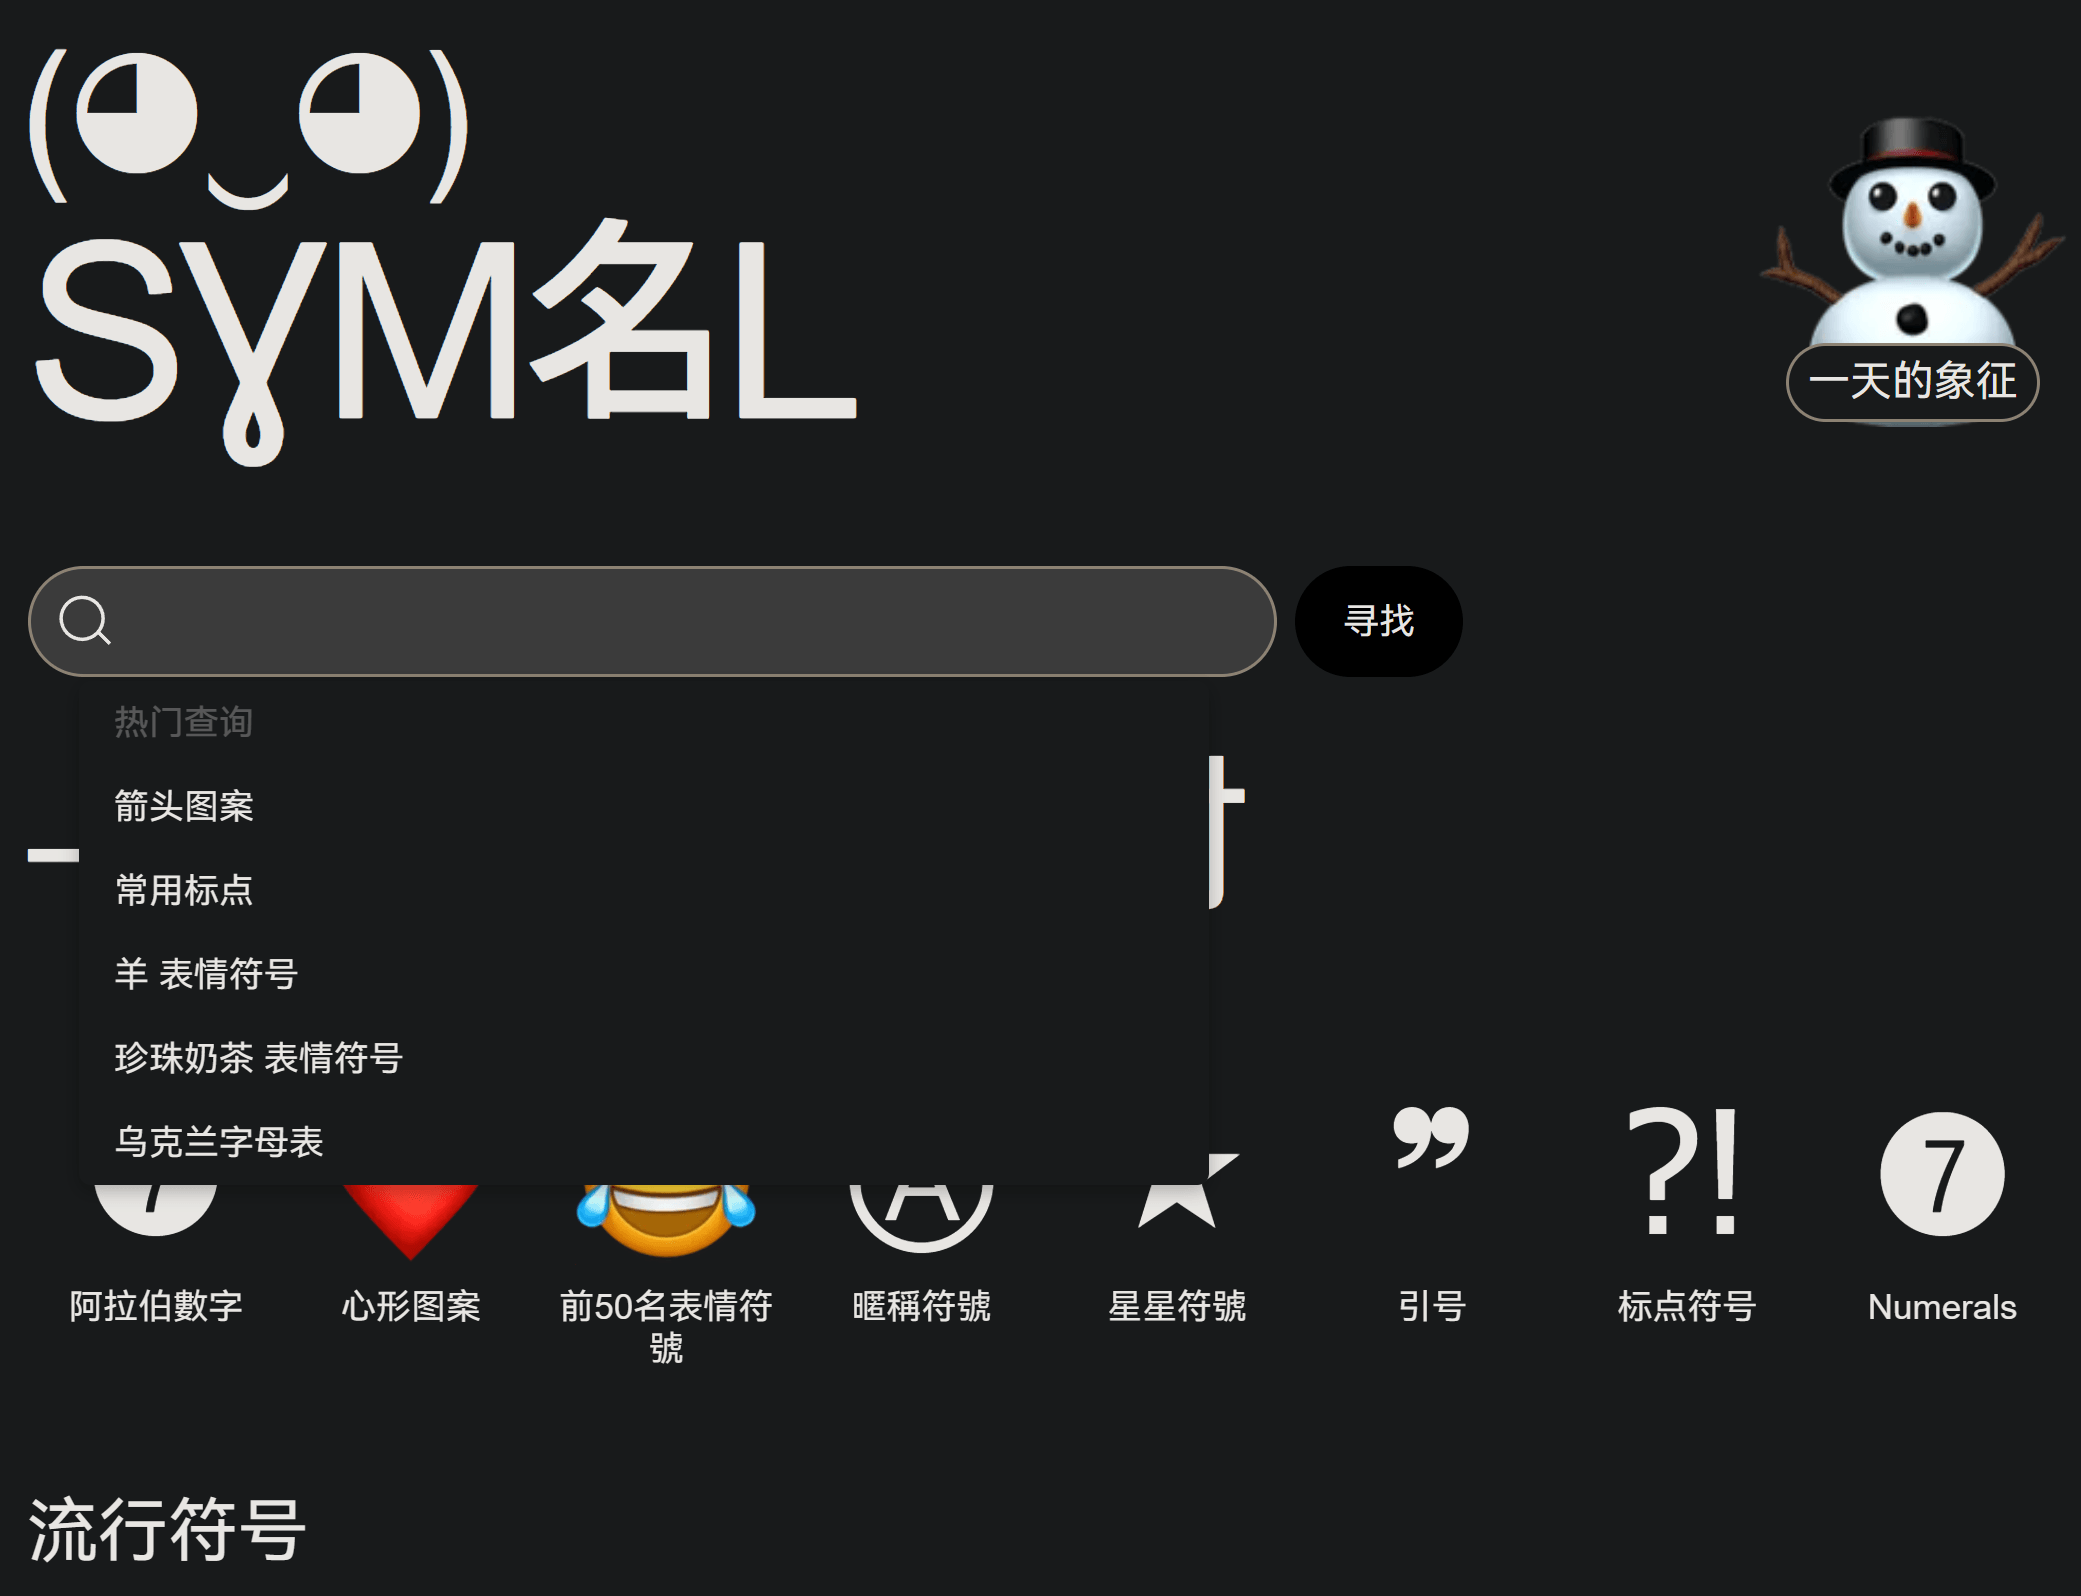 (◕‿◕)
SɣM名L
一天的象征
寻找
热门查询
箭头图案
常用标点
羊 表情符号
珍珠奶茶 表情符号
乌克兰字母表
❞
?!
❼
阿拉伯數字
心形图案
前50名表情符
號
暱稱符號
星星符號
引号
标点符号
Numerals
流行符号